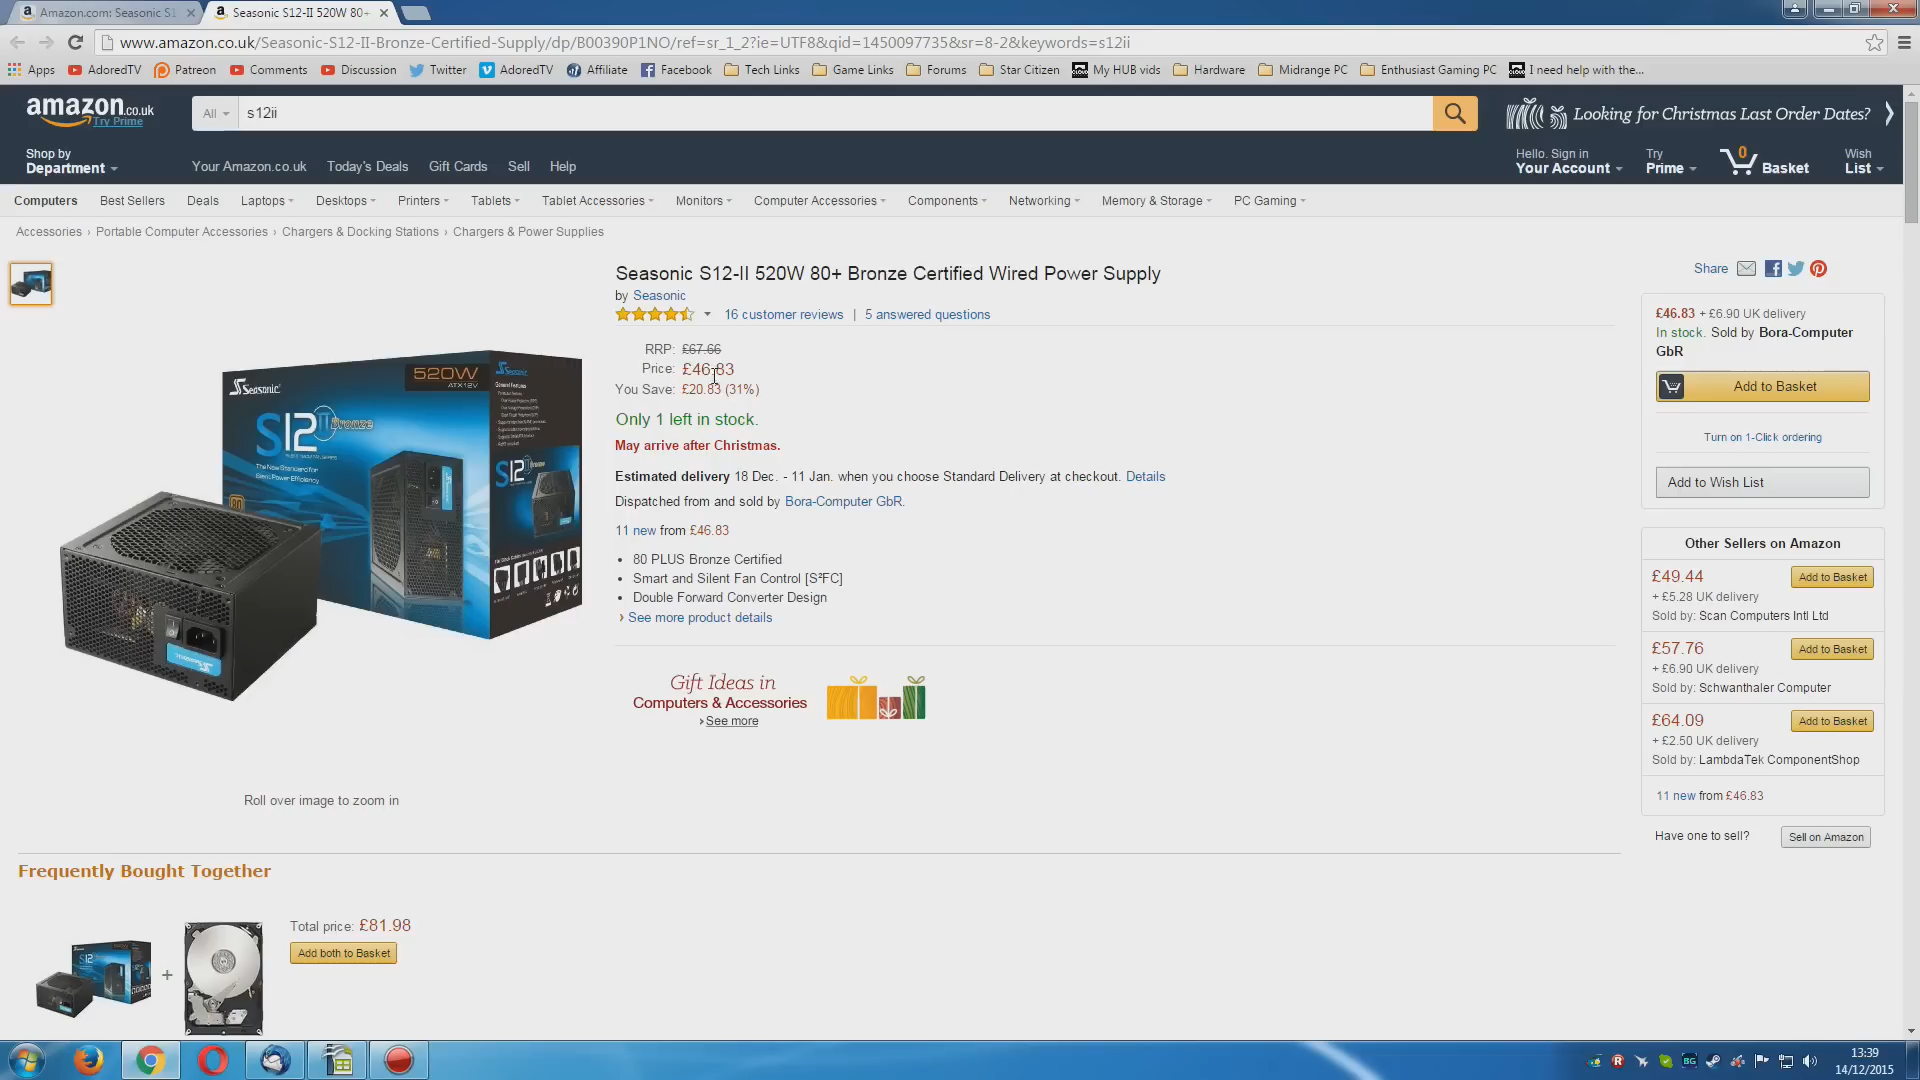 Amazon.com: Seasonic S1
Seasonic S12-II 520W 80+
www.amazon.co.uk/Seasonic-S12-II-Bronze-Certified-Supply/dp/B00390P1NO/ref=sr_1_2?ie=UTF8&qid=1450097735&sr=8-2&keywords=s12ii
Apps AdoredTV Patreon Comments Discussion Twitter AdoredTV Affiliate Facebook Tech Links Game Links Forums Star Citizen My HUB vids Hardware Midrange PC Enthusiast Gaming PC I need help with the...
amazon.co.uk
Try Prime
All s12ii
Looking for Christmas Last Order Dates?
Shop by
Department
Your Amazon.co.uk Today's Deals Gift Cards Sell Help
Hello. Sign in
Your Account
Try
Prime
0
Basket
Wish
List
Computers Best Sellers Deals Laptops Desktops Printers Tablets Tablet Accessories Monitors Computer Accessories Components Networking Memory & Storage PC Gaming
Accessories › Portable Computer Accessories › Chargers & Docking Stations › Chargers & Power Supplies
Seasonic
S12II Bronze
The New Standard for
Silent Power Efficiency
520W
ATX12V
Seasonic
General Features
S12II Bronze
80
Roll over image to zoom in
Seasonic S12-II 520W 80+ Bronze Certified Wired Power Supply
by Seasonic
16 customer reviews | 5 answered questions
RRP: £67.66
Price: £46.83
You Save: £20.83 (31%)
Only 1 left in stock.
May arrive after Christmas.
Estimated delivery 18 Dec. - 11 Jan. when you choose Standard Delivery at checkout. Details
Dispatched from and sold by Bora-Computer GbR.
11 new from £46.83
• 80 PLUS Bronze Certified
• Smart and Silent Fan Control [S²FC]
• Double Forward Converter Design
› See more product details
Gift Ideas in
Computers & Accessories
›See more
Share
£46.83 + £6.90 UK delivery
In stock. Sold by Bora-Computer
GbR
Add to Basket
Turn on 1-Click ordering
Add to Wish List
Other Sellers on Amazon
£49.44 Add to Basket
+ £5.28 UK delivery
Sold by: Scan Computers Intl Ltd
£57.76 Add to Basket
+ £6.90 UK delivery
Sold by: Schwanthaler Computer
£64.09 Add to Basket
+ £2.50 UK delivery
Sold by: LambdaTek ComponentShop
11 new from £46.83
Have one to sell? Sell on Amazon
Frequently Bought Together
Total price: £81.98
Add both to Basket
+
13:39
14/12/2015